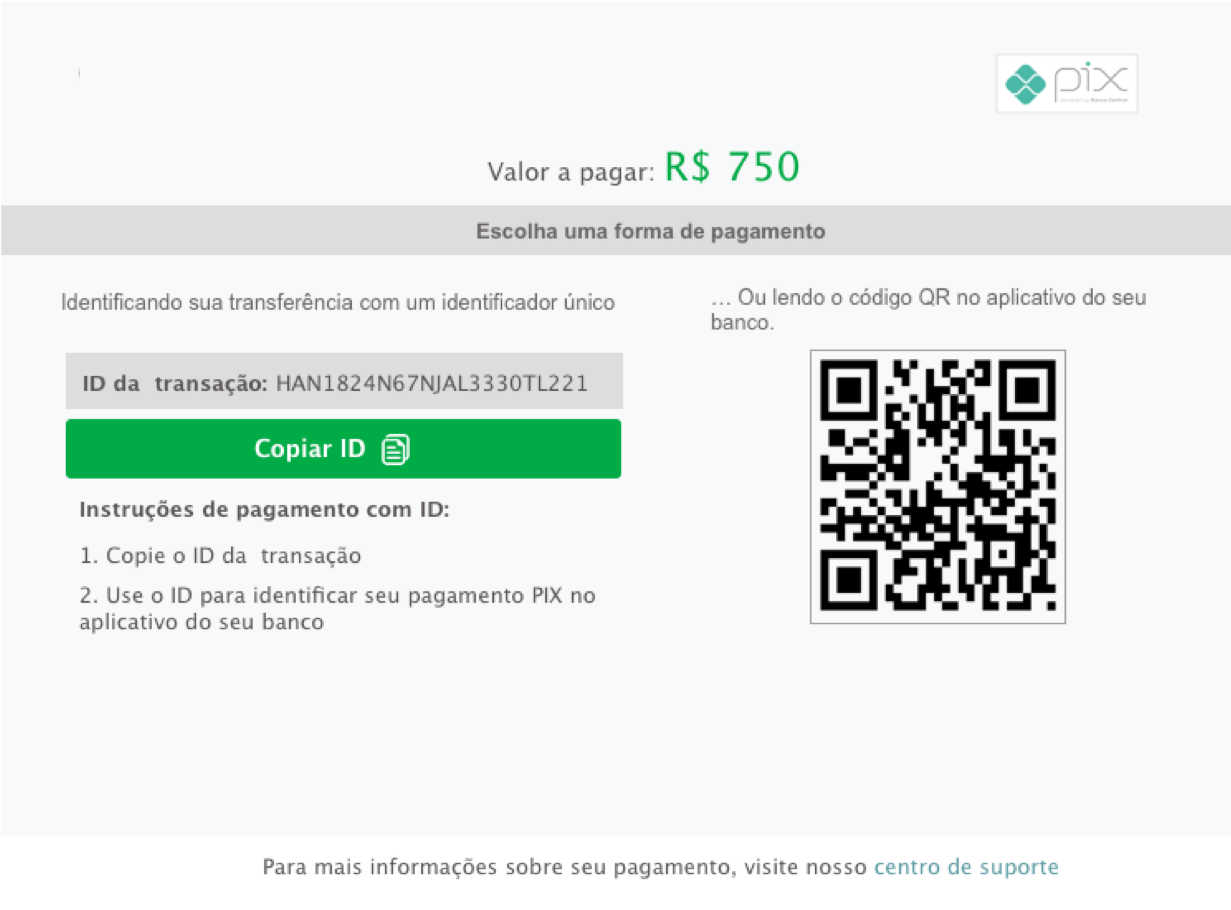 pix
powered by Banco Central
Valor a pagar: R$ 750
Escolha uma forma de pagamento
Identificando sua transferência com um identificador único
ID da transação: HAN1824N67NJAL3330TL221
Copiar ID
Instruções de pagamento com ID:
1. Copie o ID da transação
2. Use o ID para identificar seu pagamento PIX no
aplicativo do seu banco
... Ou lendo o código QR no aplicativo do seu
banco.
Para mais informações sobre seu pagamento, visite nosso centro de suporte